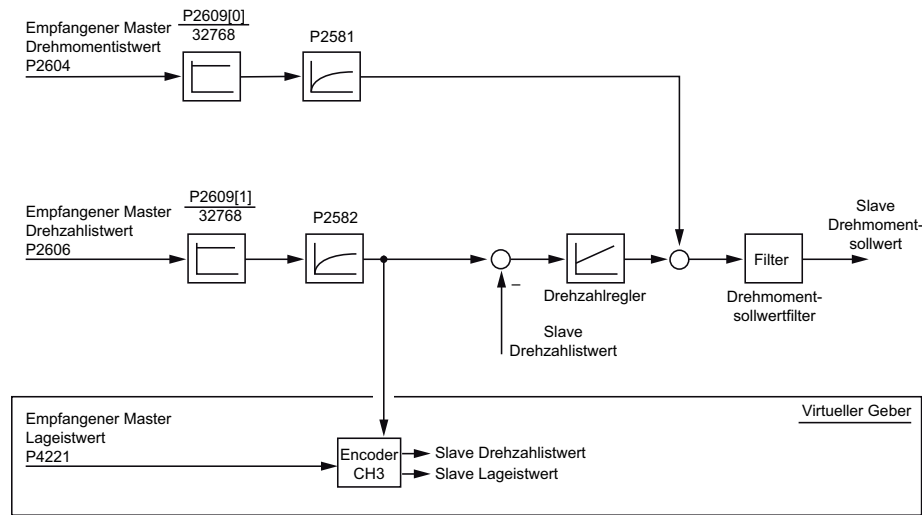 Empfangener Master
Drehmomentistwert
P2604
P2609[0]
32768
P2581
Empfangener Master
Drehzahlistwert
P2606
P2609[1]
32768
P2582
Drehzahlregler
Slave
Drehzahlistwert
–
Filter
Drehmoment-
sollwertfilter
Slave
Drehmoment-
sollwert
Virtueller Geber
Empfangener Master
Lageistwert
P4221
Encoder
CH3
Slave Drehzahlistwert
Slave Lageistwert